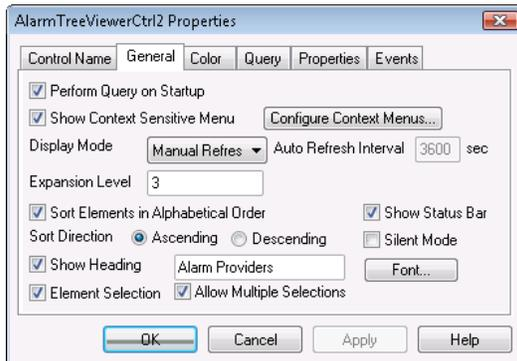 AlarmTreeViewerCtrl2 Properties
Control Name General Color Query Properties Events
Perform Query on Startup
Show Context Sensitive Menu Configure Context Menus...
Display Mode Manual Refres Auto Refresh Interval 3600 sec
Expansion Level 3
Sort Elements in Alphabetical Order Show Status Bar
Sort Direction Ascending Descending Silent Mode
Show Heading Alarm Providers Font...
Element Selection Allow Multiple Selections
OK Cancel Apply Help